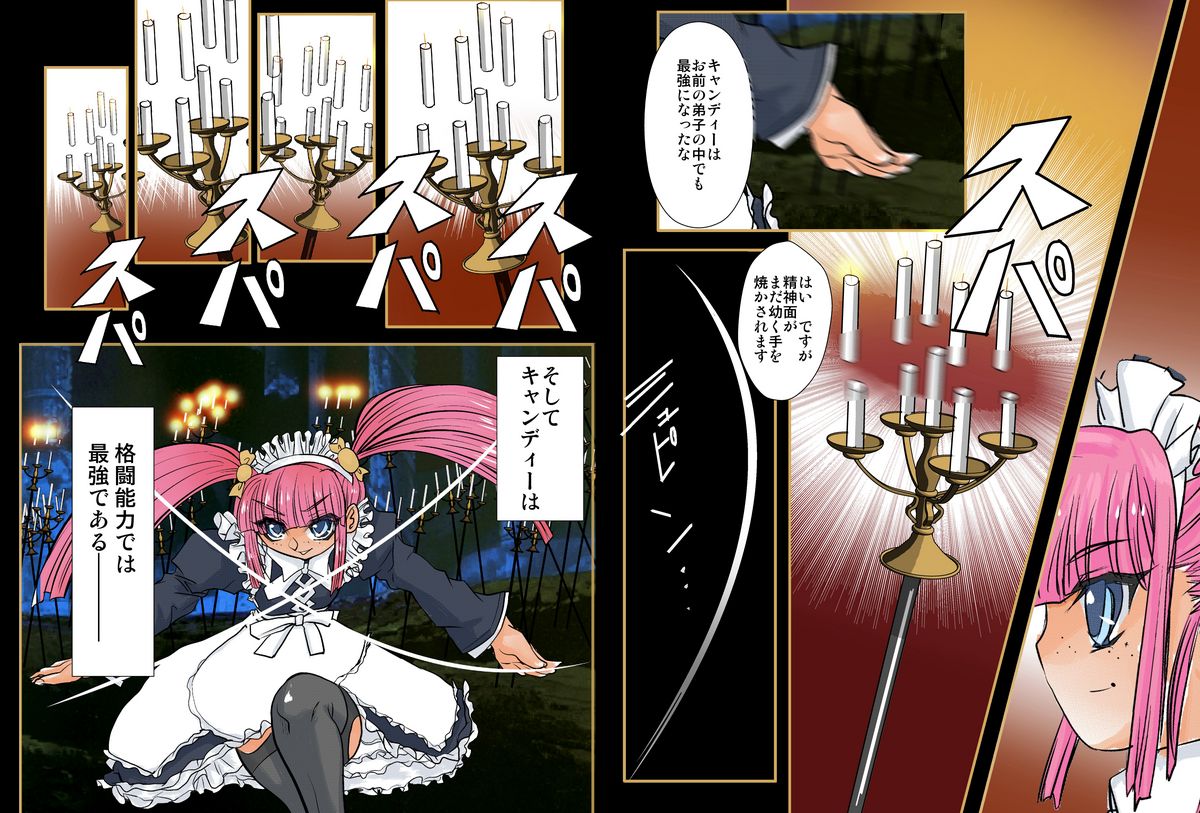 キャンディーは
お前の弟子の中でも
最強になったな
スパ
はい ですが
精神面が
まだ幼く手を
焼かされます
ピ
スパ
スパ
スパ
スパ
そして
キャンディーは
格闘能力では
最強である――